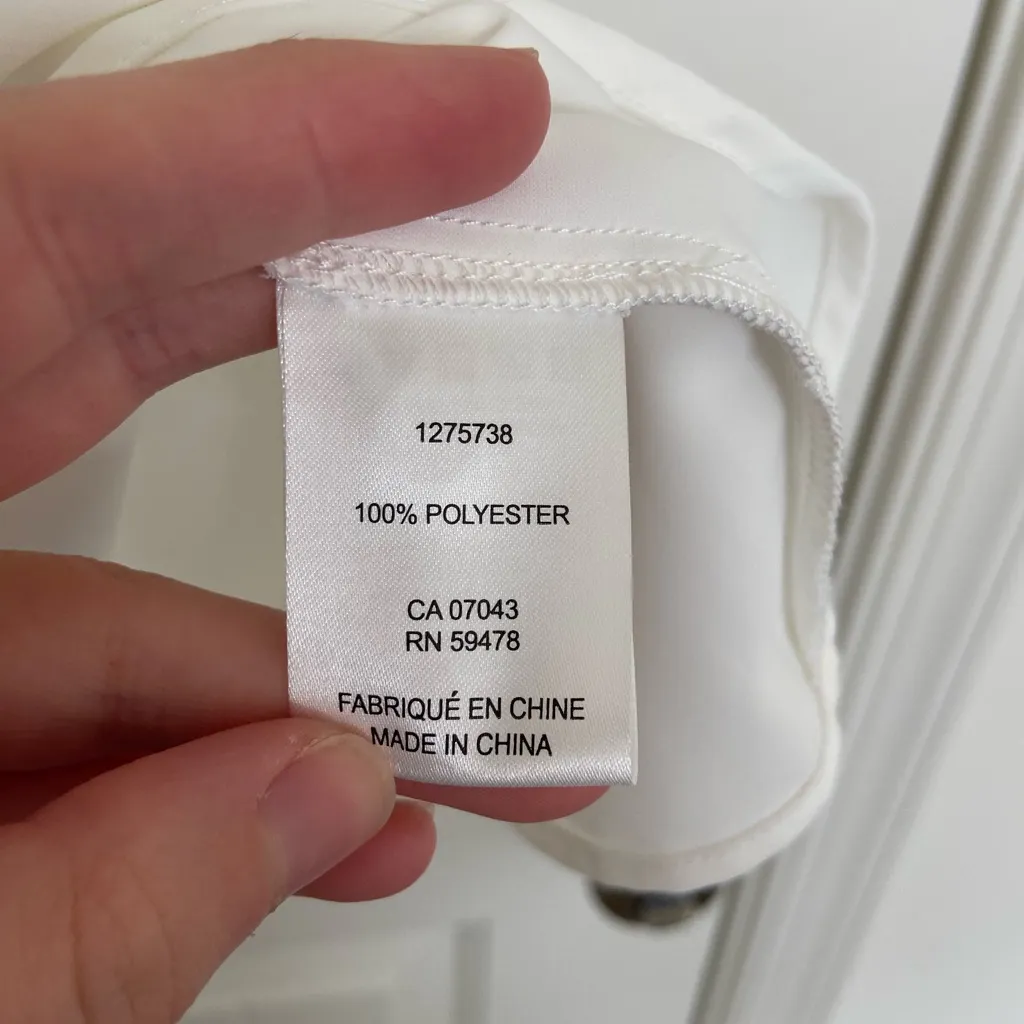 1275738
100% POLYESTER
CA 07043
RN 59478
FABRIQUÉ EN CHINE
MADE IN CHINA